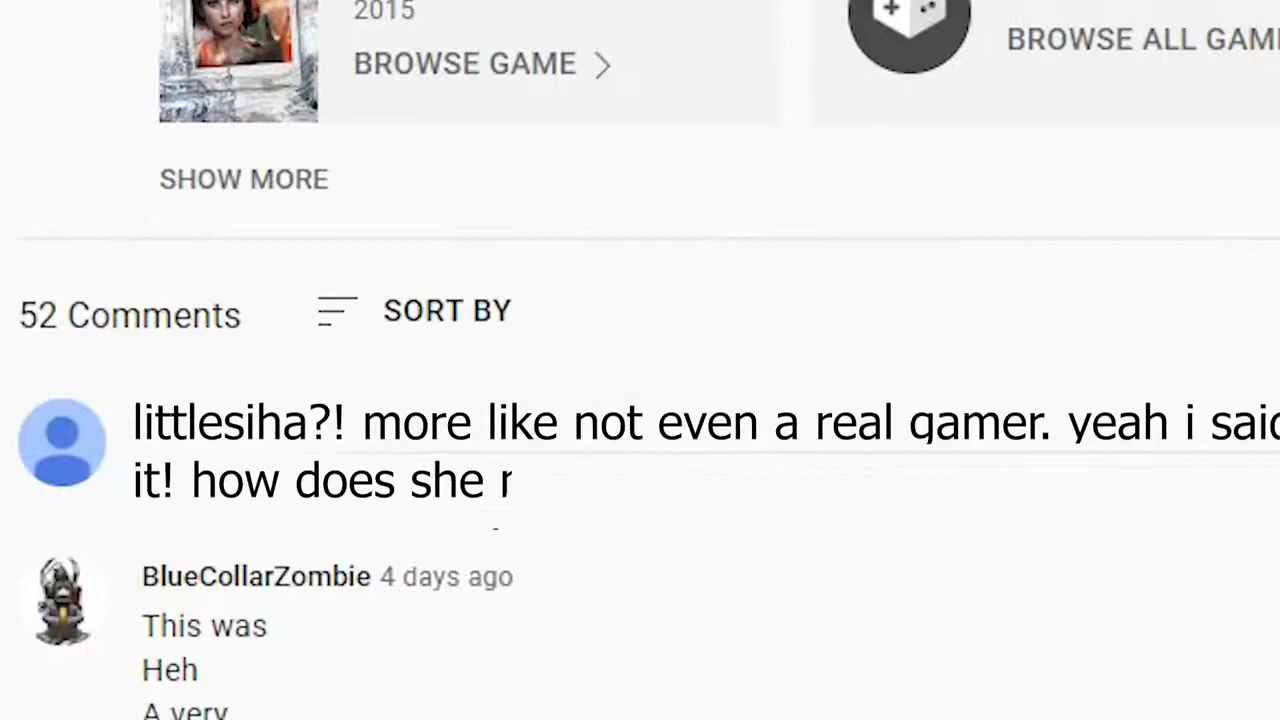 2015
BROWSE GAME
BROWSE ALL GAM
SHOW MORE
52 Comments
SORT BY
littlesiha?! more like not even a real gamer. yeah i said
it! how does she
BlueCollarZombie 4 days ago
This was
Heh
A very